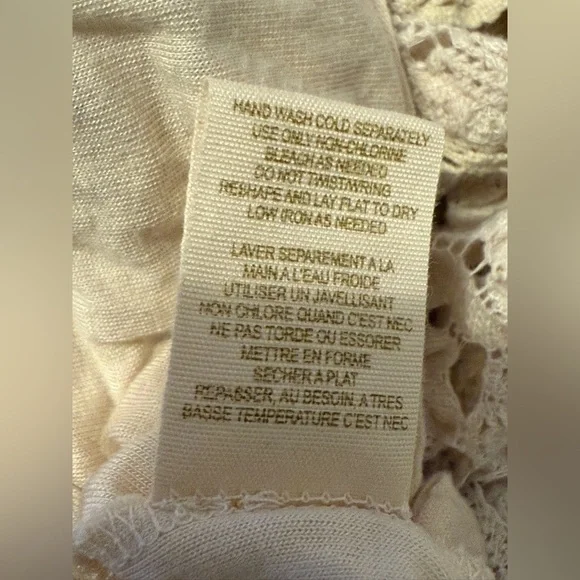 HAND WASH COLD SEPARATELY
USE ONLY NON-CHLORINE
BLEACH AS NEEDED
DO NOT TWIST/WRING
RESHAPE AND LAY FLAT TO DRY
LOW IRON AS NEEDED
LAVER SEPAREMENT A LA
MAIN A L'EAU FROIDE
UTILISER UN JAVELLISANT
NON CHLORE QUAND C'EST NEC
NE PAS TORDE OU ESSORER
METTRE EN FORME
SECHER A PLAT
REPASSER, AU BESOIN, A TRES
BASSE TEMPERATURE C'EST NEC